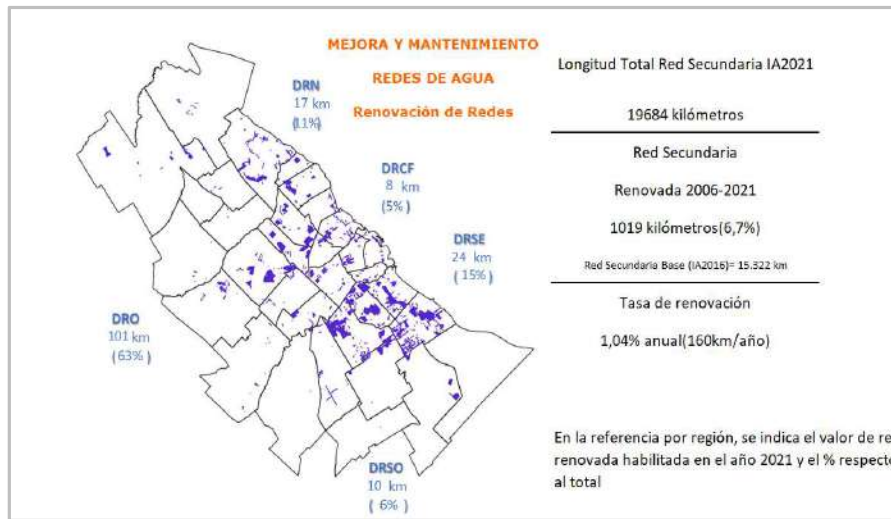 MEJORA Y MANTENIMIENTO
REDES DE AGUA
Renovación de Redes
DRN
17 km
(11%)
DRCF
8 km
(5%)
DRSE
24 km
(15%)
DRO
101 km
(63%)
DRSO
10 km
( 6%)
Longitud Total Red Secundaria IA2021
19684 kilómetros
Red Secundaria
Renovada 2006-2021
1019 kilómetros(6,7%)
Red Secundaria Base (IA2016)= 15.322 km
Tasa de renovación
1,04% anual(160km/año)
En la referencia por región, se indica el valor de re
renovada habilitada en el año 2021 y el % respecto
al total